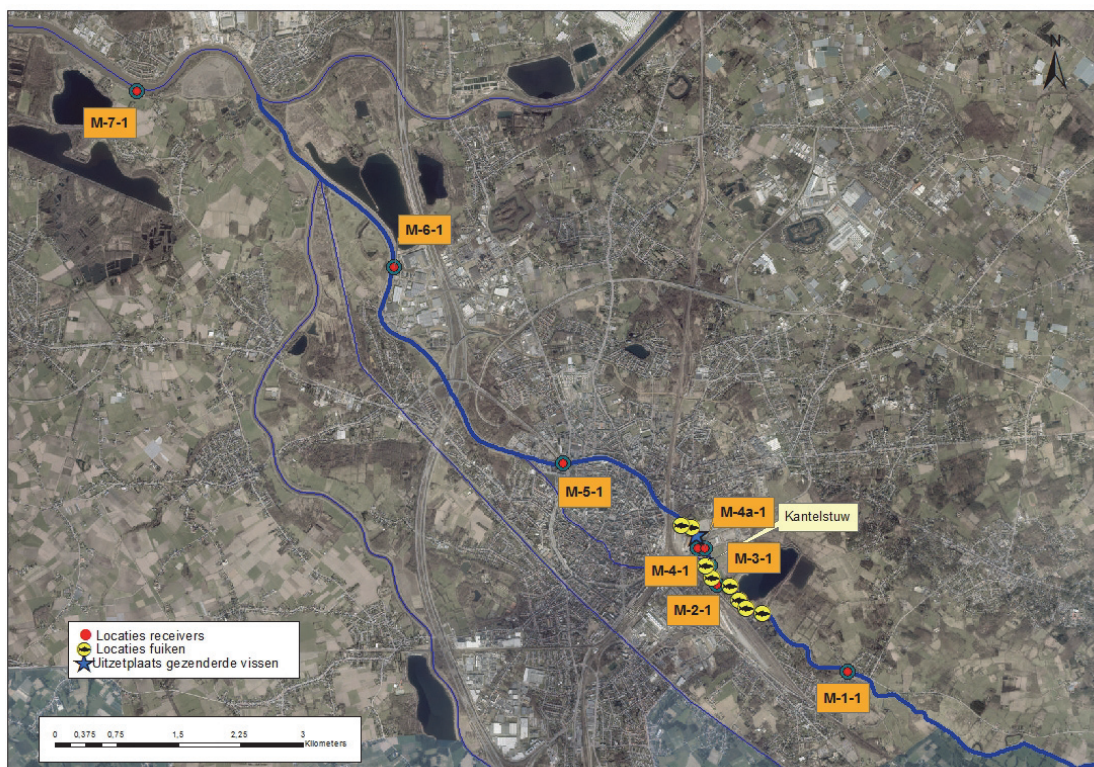 N
M-7-1
M-6-1
M-5-1
M-4a-1
Kantelstuw
M-3-1
M-4-1
M-2-1
M-1-1
Locaties receivers
Locaties fuiken
Uitzetplaats gezenderde vissen
0 0,375 0,75 1,5 2,25 3
Kilometers